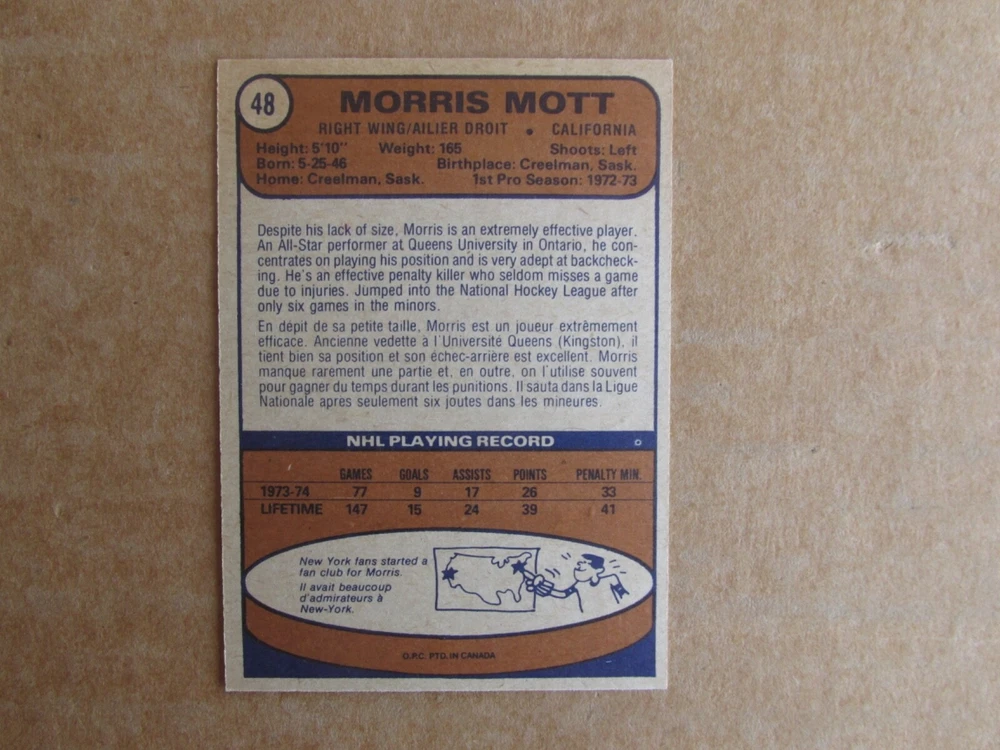 48
MORRIS MOTT
RIGHT WING/AILIER DROIT • CALIFORNIA
Height: 5'10" Weight: 165 Shoots: Left
Born: 5-25-46 Birthplace: Creelman, Sask.
Home: Creelman, Sask. 1st Pro Season: 1972-73
Despite his lack of size, Morris is an extremely effective player.
An All-Star performer at Queens University in Ontario, he con-
centrates on playing his position and is very adept at backcheck-
ing. He's an effective penalty killer who seldom misses a game
due to injuries. Jumped into the National Hockey League after
only six games in the minors.
En dépit de sa petite taille, Morris est un joueur extrêmement
efficace. Ancienne vedette à l'Université Queens (Kingston), il
tient bien sa position et son échec-arrière est excellent. Morris
manque rarement une partie et, en outre, on l'utilise souvent
pour gagner du temps durant les punitions. Il sauta dans la Ligue
Nationale apres seulement six joutes dans les mineures.
NHL PLAYING RECORD
GAMES GOALS ASSISTS POINTS PENALTY MIN.
1973-74 77 9 17 26 33
LIFETIME 147 15 24 39 41
New York fans started a
fan club for Morris.
Il avait beaucoup
d'admirateurs à
New-York.
O.P.C. PTD. IN CANADA